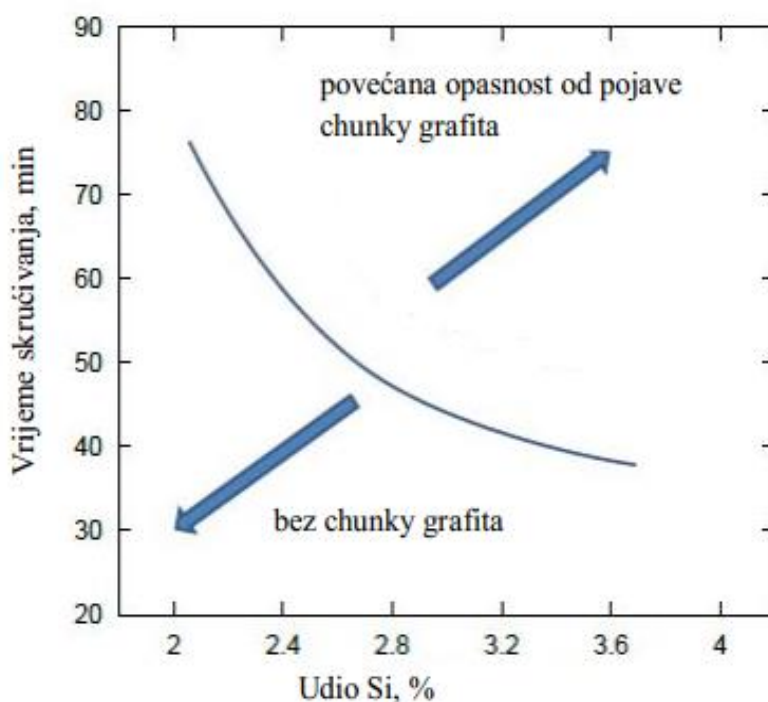 90
80
70
60
50
40
30
20
Vrijeme skrućivanja, min
povećana opasnost od pojave
chunky grafita
bez chunky grafita
2 2.4 2.8 3.2 3.6 4
Udio Si, %